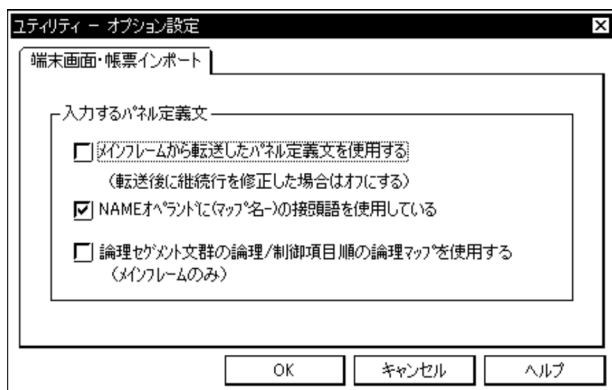 ユティリティ － オプション設定
端末画面・帳票インポート
入力するﾊﾟﾈﾙ定義文
ﾒｲﾝﾌﾚｰﾑから転送したﾊﾟﾈﾙ定義文を使用する
（転送後に継続行を修正した場合はｵﾌにする）
NAMEｵﾍﾟﾗﾝﾄﾞに(ﾏｯﾌﾟ名-)の接頭語を使用している
論理ｾｸﾞﾒﾝﾄ文群の論理/制御項目順の論理ﾏｯﾌﾟを使用する
（ﾒｲﾝﾌﾚｰﾑのみ）
OK
ｷｬﾝｾﾙ
ﾍﾙﾌﾟ